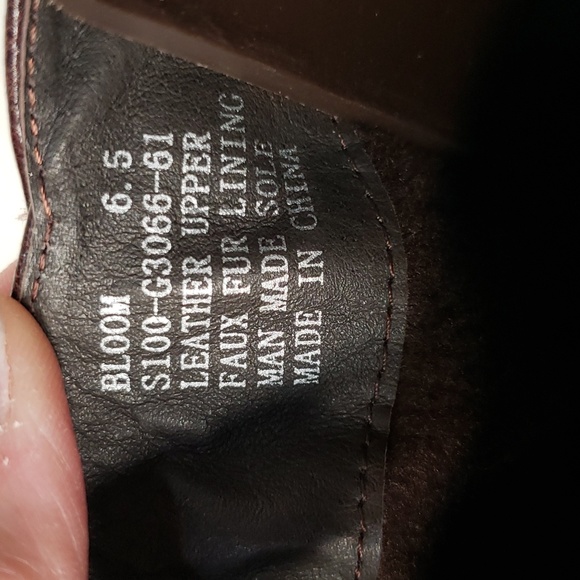 BLOOM 6.5
S100-G3066-61
LEATHER UPPER
FAUX FUR LINING
MAN MADE SOLE
MADE IN CHINA